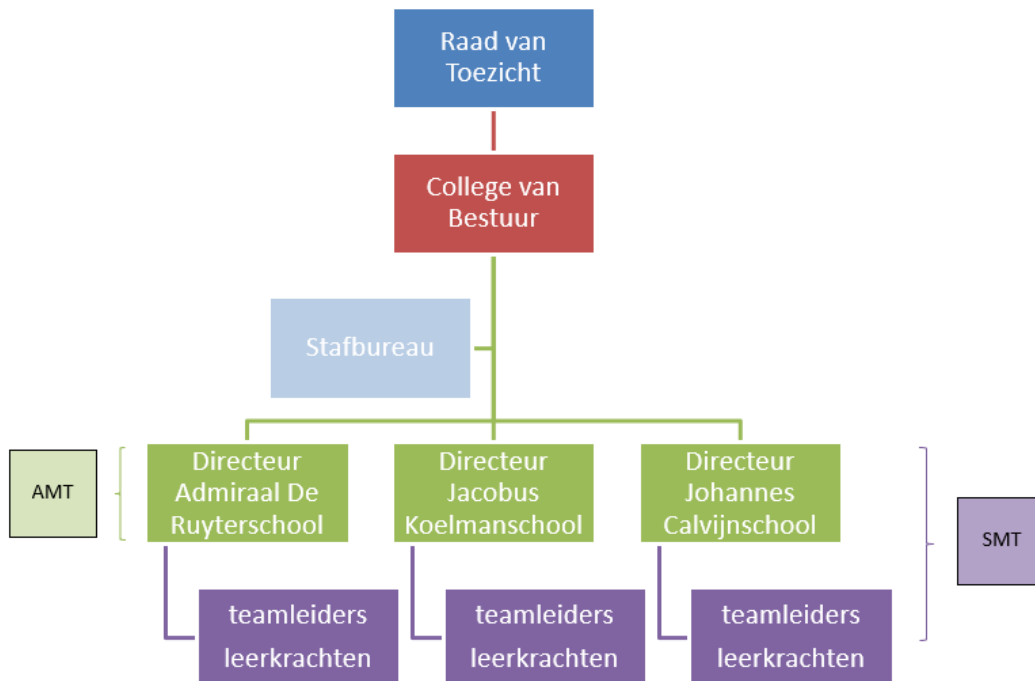 Raad van
Toezicht
College van
Bestuur
Stafbureau
AMT
Directeur
Admiraal De
Ruyterschool
Directeur
Jacobus
Koelmanschool
Directeur
Johannes
Calvijnschool
SMT
teamleiders
leerkrachten
teamleiders
leerkrachten
teamleiders
leerkrachten